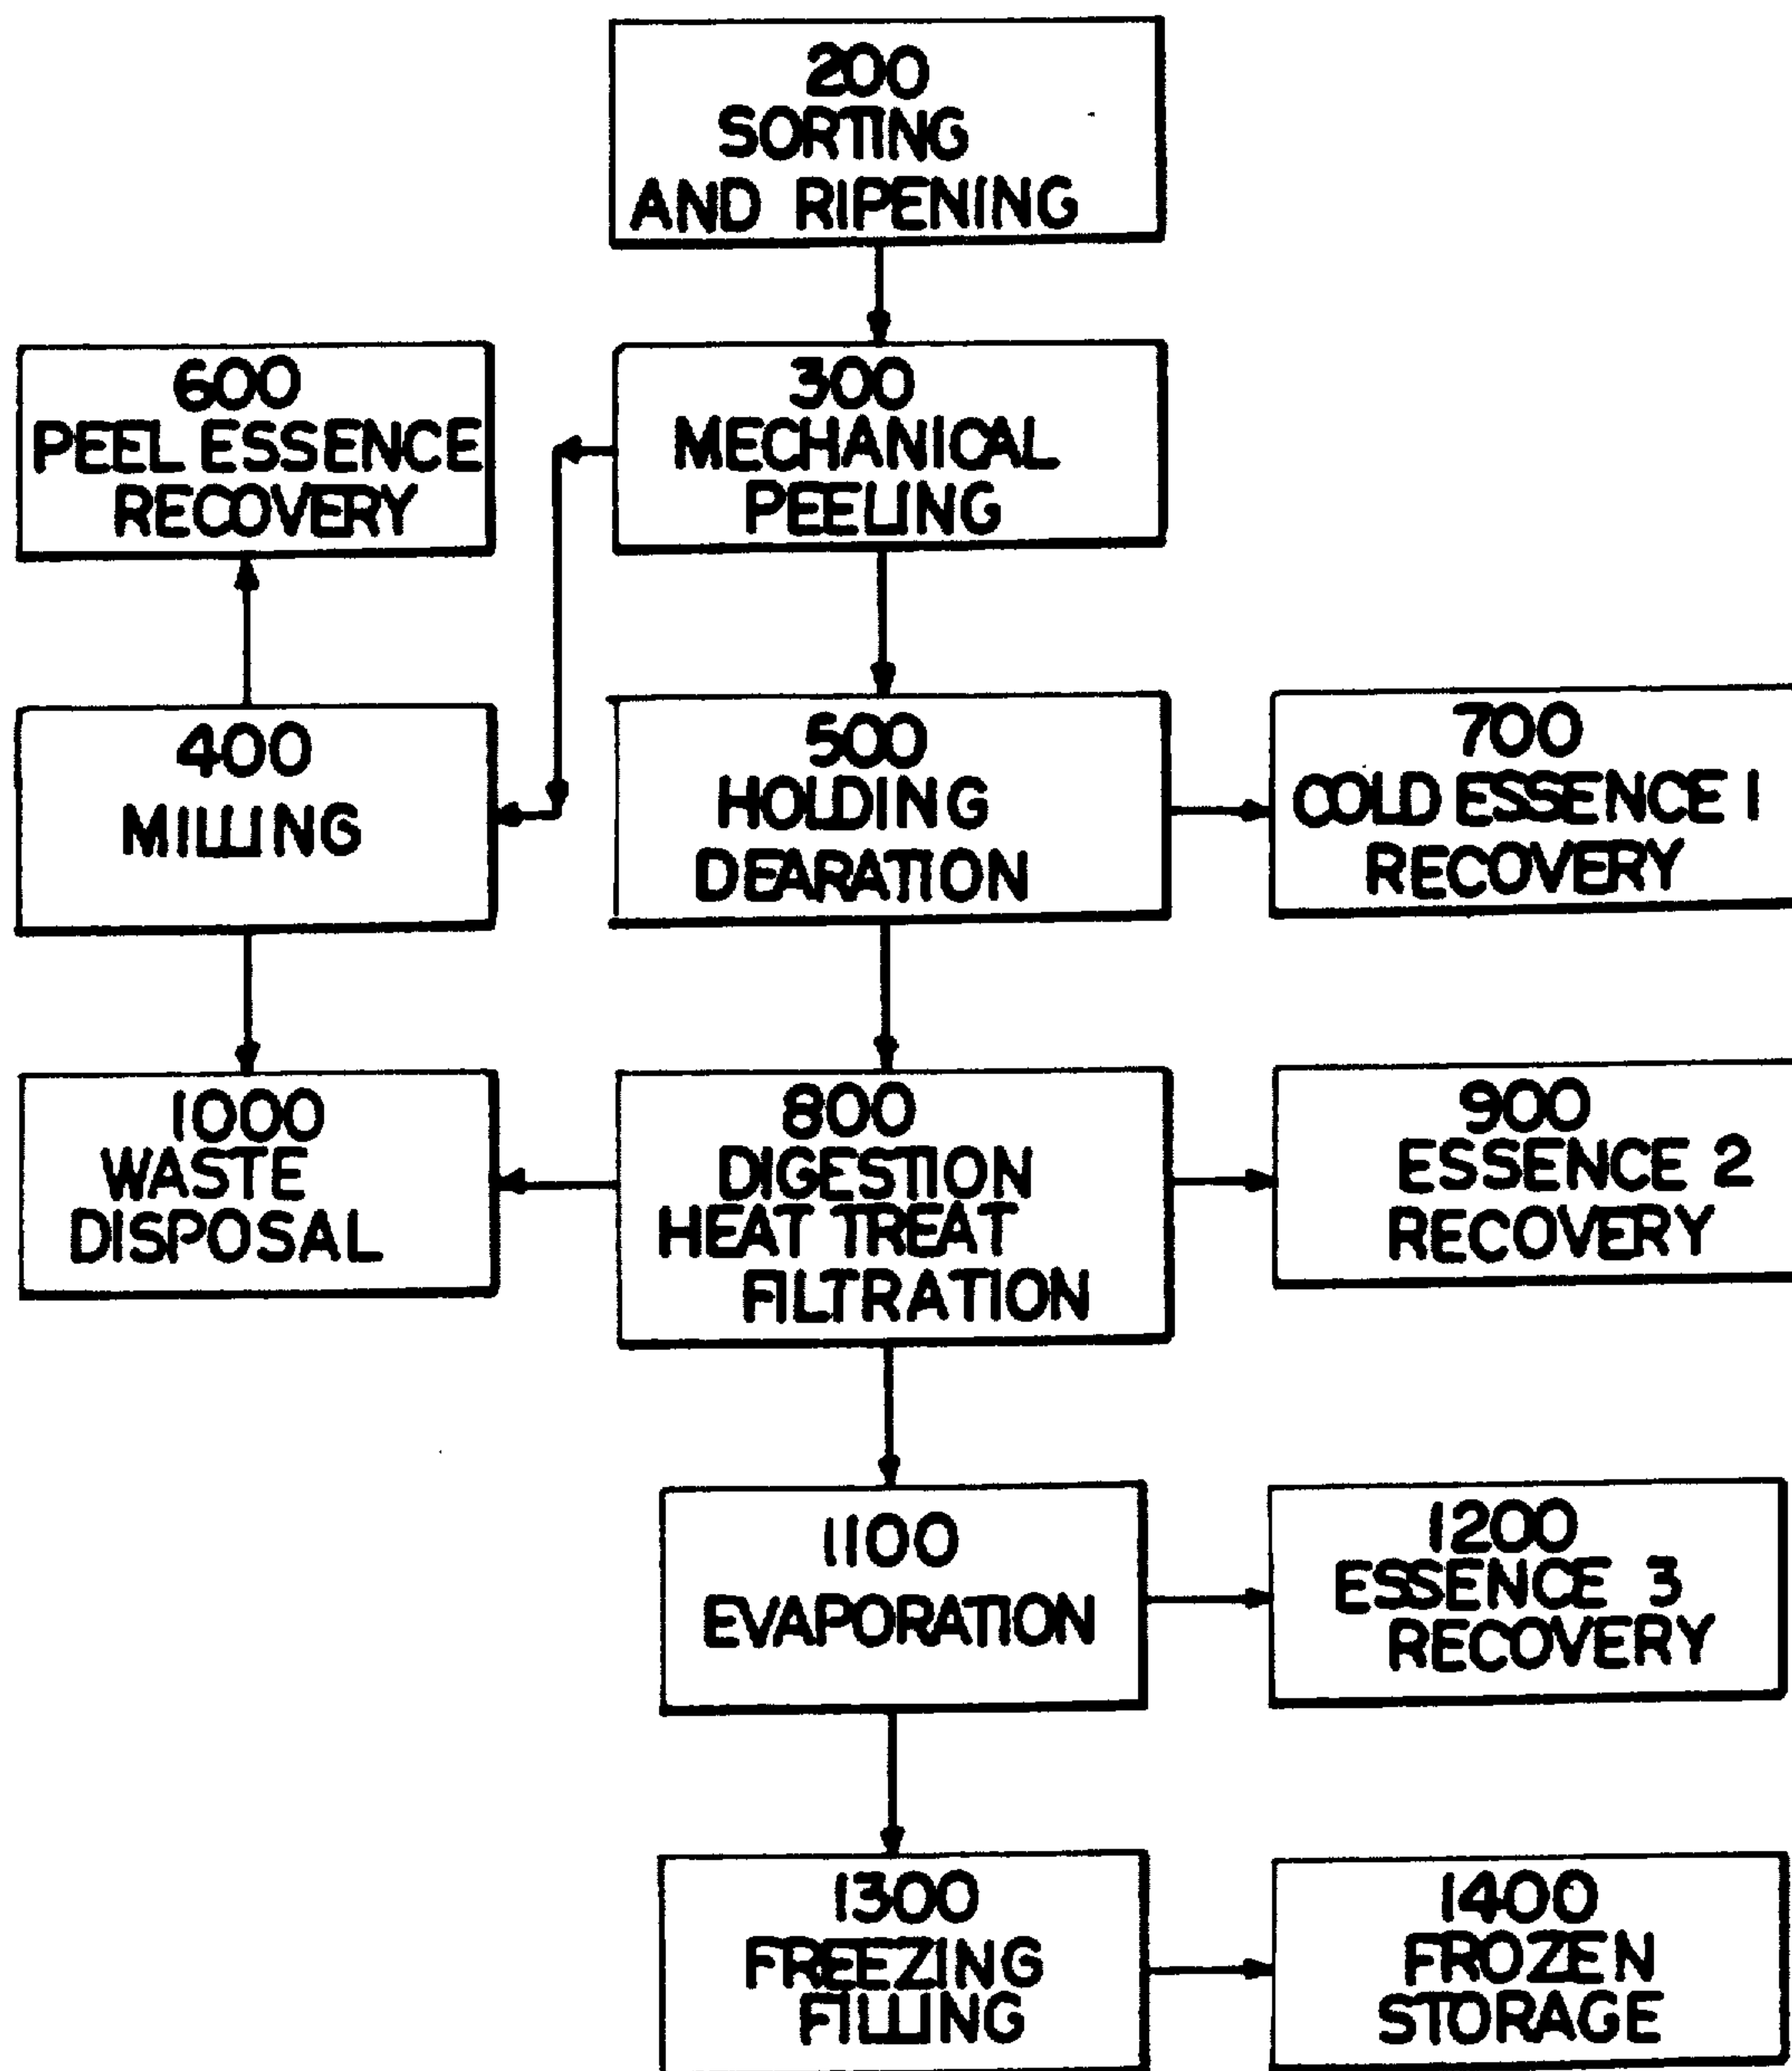 200
SORTING
AND RIPENING
600
PEEL ESSENCE
RECOVERY
300
MECHANICAL
PEELING
400
MILLING
500
HOLDING
DEARATION
700
COLD ESSENCE 1
RECOVERY
1000
WASTE
DISPOSAL
800
DIGESTION
HEAT TREAT
FILTRATION
900
ESSENCE 2
RECOVERY
1100
EVAPORATION
1200
ESSENCE 3
RECOVERY
1300
FREEZING
FILLING
1400
FROZEN
STORAGE